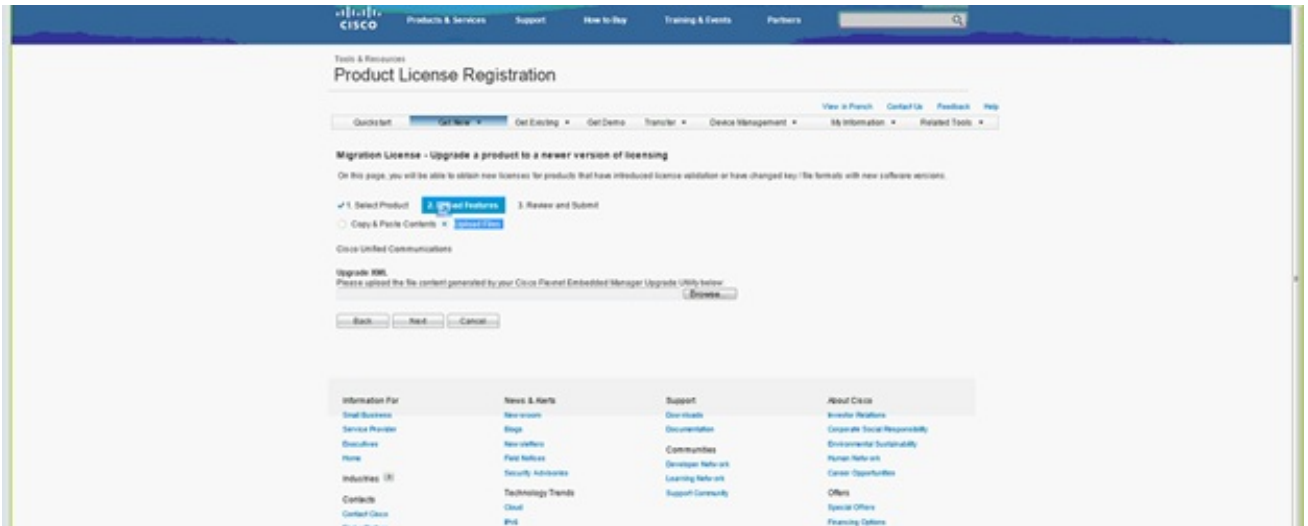 CISCO
Products & Services Support How to Buy Training & Events Partners
Tools & Resources
Product License Registration
View in French Contact Us Feedback Help
Quickstart Get New Get Existing Get Demo Transfer Device Management My Information Related Tools
Migration License - Upgrade a product to a newer version of licensing
On this page, you will be able to obtain new licenses for products that have introduced license validation or have changed key / file formats with new software versions.
1. Select Product 2. Features 3. Review and Submit
Copy & Paste Contents Upload Files
Cisco Unified Communications
Upgrade XML
Please upload the file content generated by your Cisco Flexnet Embedded Manager Upgrade Utility below:
Browse...
Back Next Cancel
Information For News & Alerts Support About Cisco
Small Business Newsroom Downloads Investor Relations
Service Provider Blogs Documentation Corporate Social Responsibility
Executives Newsletters Environmental Sustainability
Home Field Notices Communities Human Network
Security Advisories Developer Network Career Opportunities
Industries Learning Network
Contacts Technology Trends Support Community Offers
Contact Cisco Cloud Special Offers
IPv6 Financing Options